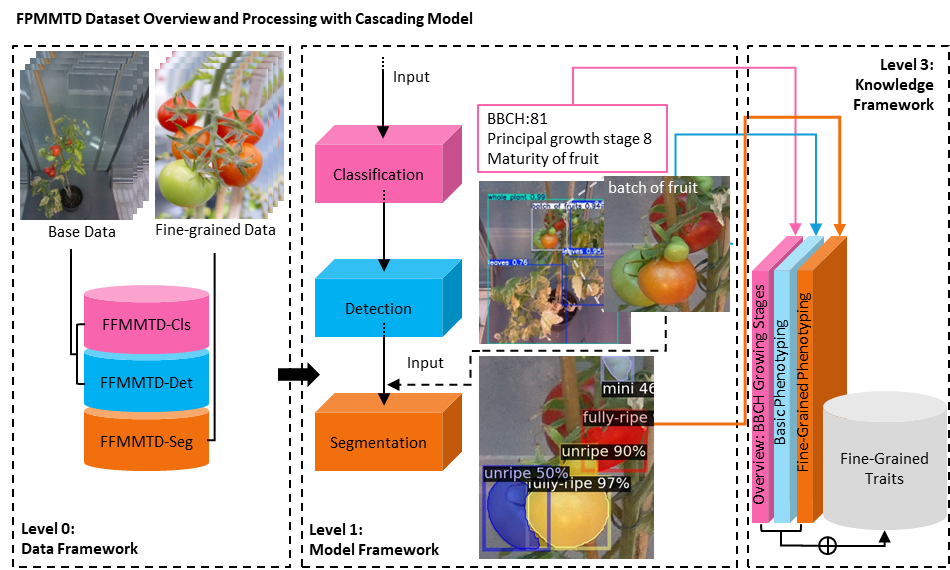 FPMMTD Dataset Overview and Processing with Cascading Model
Base Data
Fine-grained Data
FFMMTD-Cls
FFMMTD-Det
FFMMTD-Seg
Level 0:
Data Framework
Input
Classification
Detection
Input
Segmentation
Level 1:
Model Framework
BBCH:81
Principal growth stage 8
Maturity of fruit
whole plant 0.99
batch of fruits 0.94
leaves 0.95
leaves 0.76
batch of fruit
mini 46
fully-ripe
unripe 90%
unripe 50%
fully-ripe 97%
Level 3:
Knowledge
Framework
Overview: BBCH Growing Stages
Basic Phenotyping
Fine-Grained Phenotyping
Fine-Grained
Traits